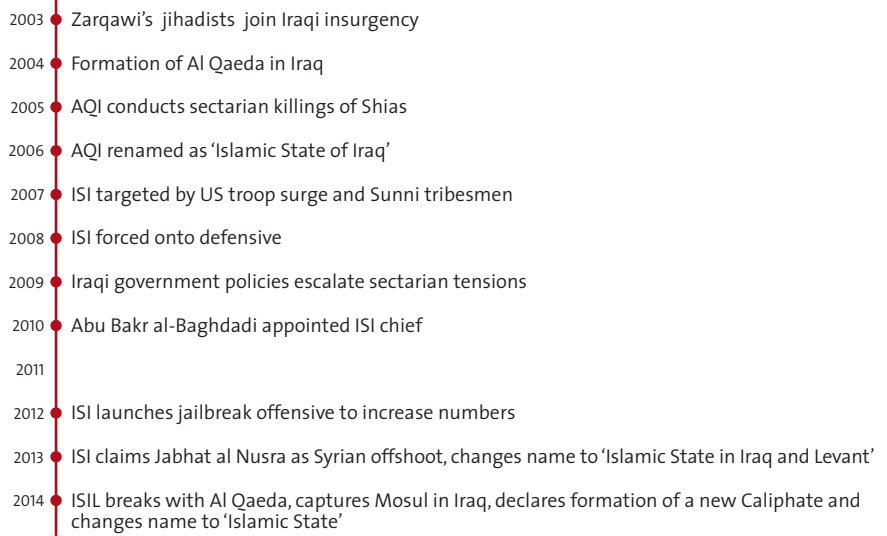 2003 Zarqawi's jihadists join Iraqi insurgency
2004 Formation of Al Qaeda in Iraq
2005 AQI conducts sectarian killings of Shias
2006 AQI renamed as 'Islamic State of Iraq'
2007 ISI targeted by US troop surge and Sunni tribesmen
2008 ISI forced onto defensive
2009 Iraqi government policies escalate sectarian tensions
2010 Abu Bakr al-Baghdadi appointed ISI chief
2011
2012 ISI launches jailbreak offensive to increase numbers
2013 ISI claims Jabhat al Nusra as Syrian offshoot, changes name to 'Islamic State in Iraq and Levant'
2014 ISIL breaks with Al Qaeda, captures Mosul in Iraq, declares formation of a new Caliphate and
changes name to 'Islamic State'